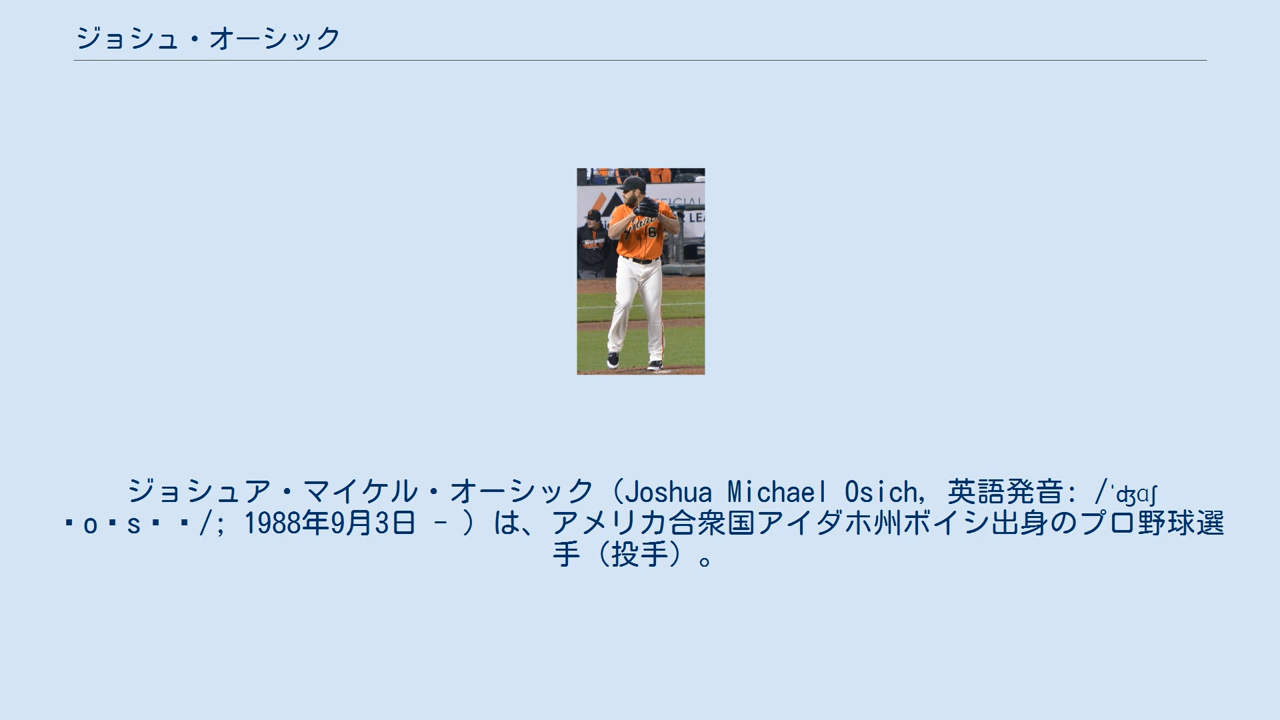 ジョシュ・オーシック
ジョシュア・マイケル・オーシック（Joshua Michael Osich, 英語発音: /ˈʤɑʃ
o s /; 1988年9月3日 - ）は、アメリカ合衆国アイダホ州ボイシ出身のプロ野球選
手（投手）。